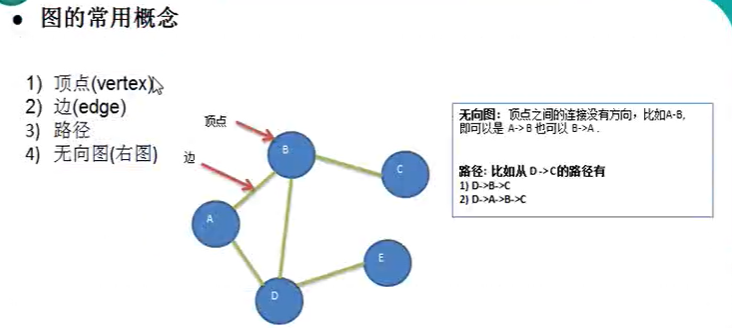 • 图的常用概念
1) 顶点(vertex)
2) 边(edge)
3) 路径
4) 无向图(右图)
顶点
边
B
C
A
E
D
无向图：顶点之间的连接没有方向，比如A-B,
即可以是 A-> B 也可以 B->A .
路径: 比如从 D ->C的路径有
1) D->B->C
2) D->A->B->C